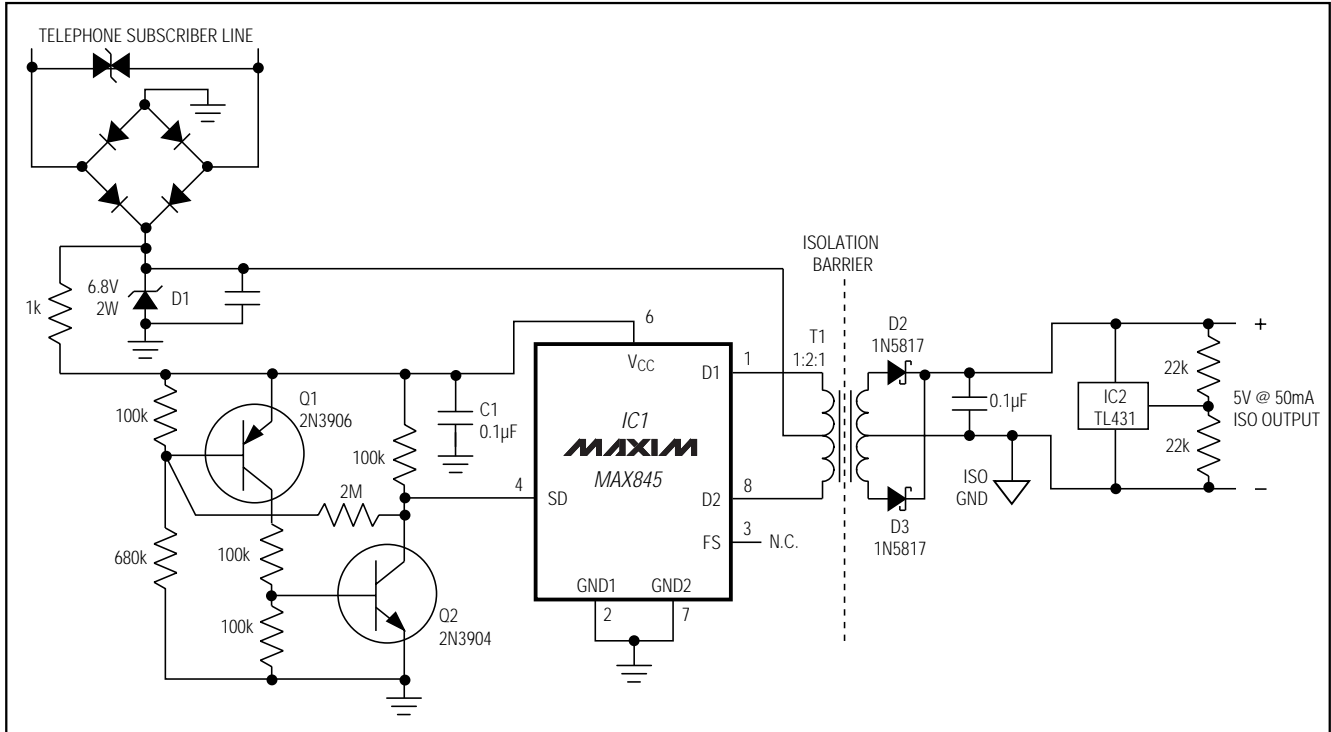 TELEPHONE SUBSCRIBER LINE
1k
6.8V
2W
D1
ISOLATION
BARRIER
6
VCC
D1
1
T1
1:2:1
D2
1N5817
100k
Q1
2N3906
100k
C1
0.1µF
IC1
MAXIM
MAX845
0.1µF
IC2
TL431
22k
22k
+
5V @ 50mA
ISO OUTPUT
–
2M
4
SD
D2
8
ISO
GND
FS
3
N.C.
D3
1N5817
680k
100k
100k
Q2
2N3904
GND1
GND2
2
7